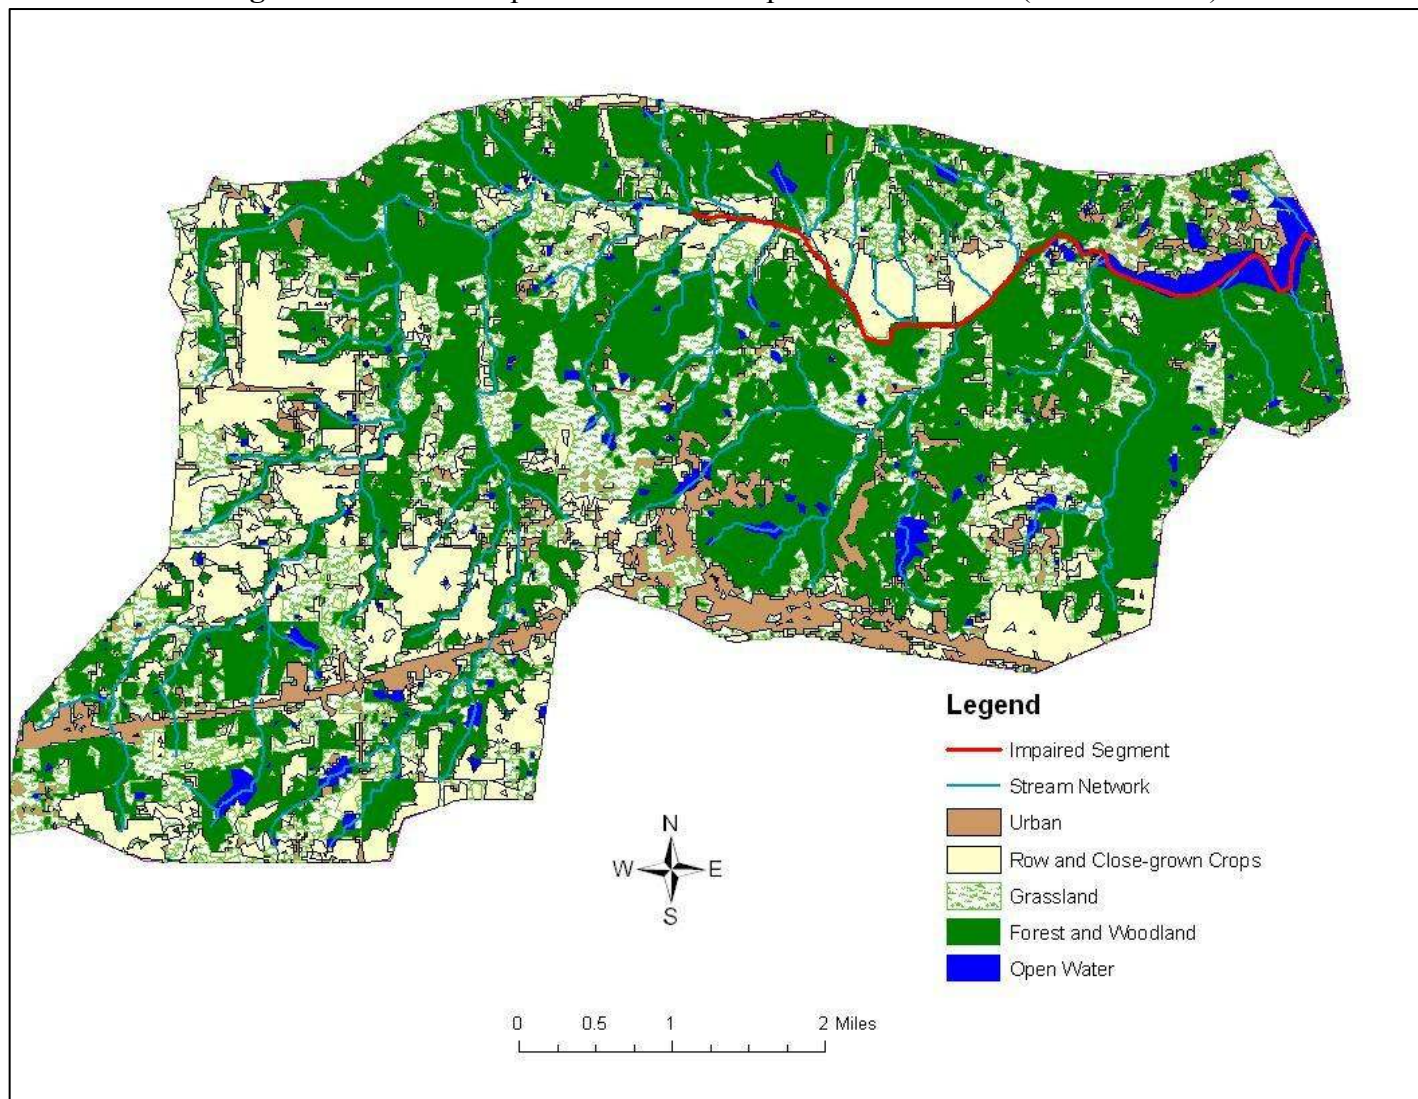 Legend
Impaired Segment
Stream Network
Urban
Row and Close-grown Crops
Grassland
Forest and Woodland
Open Water
N
W E
S
0 0.5 1 2 Miles